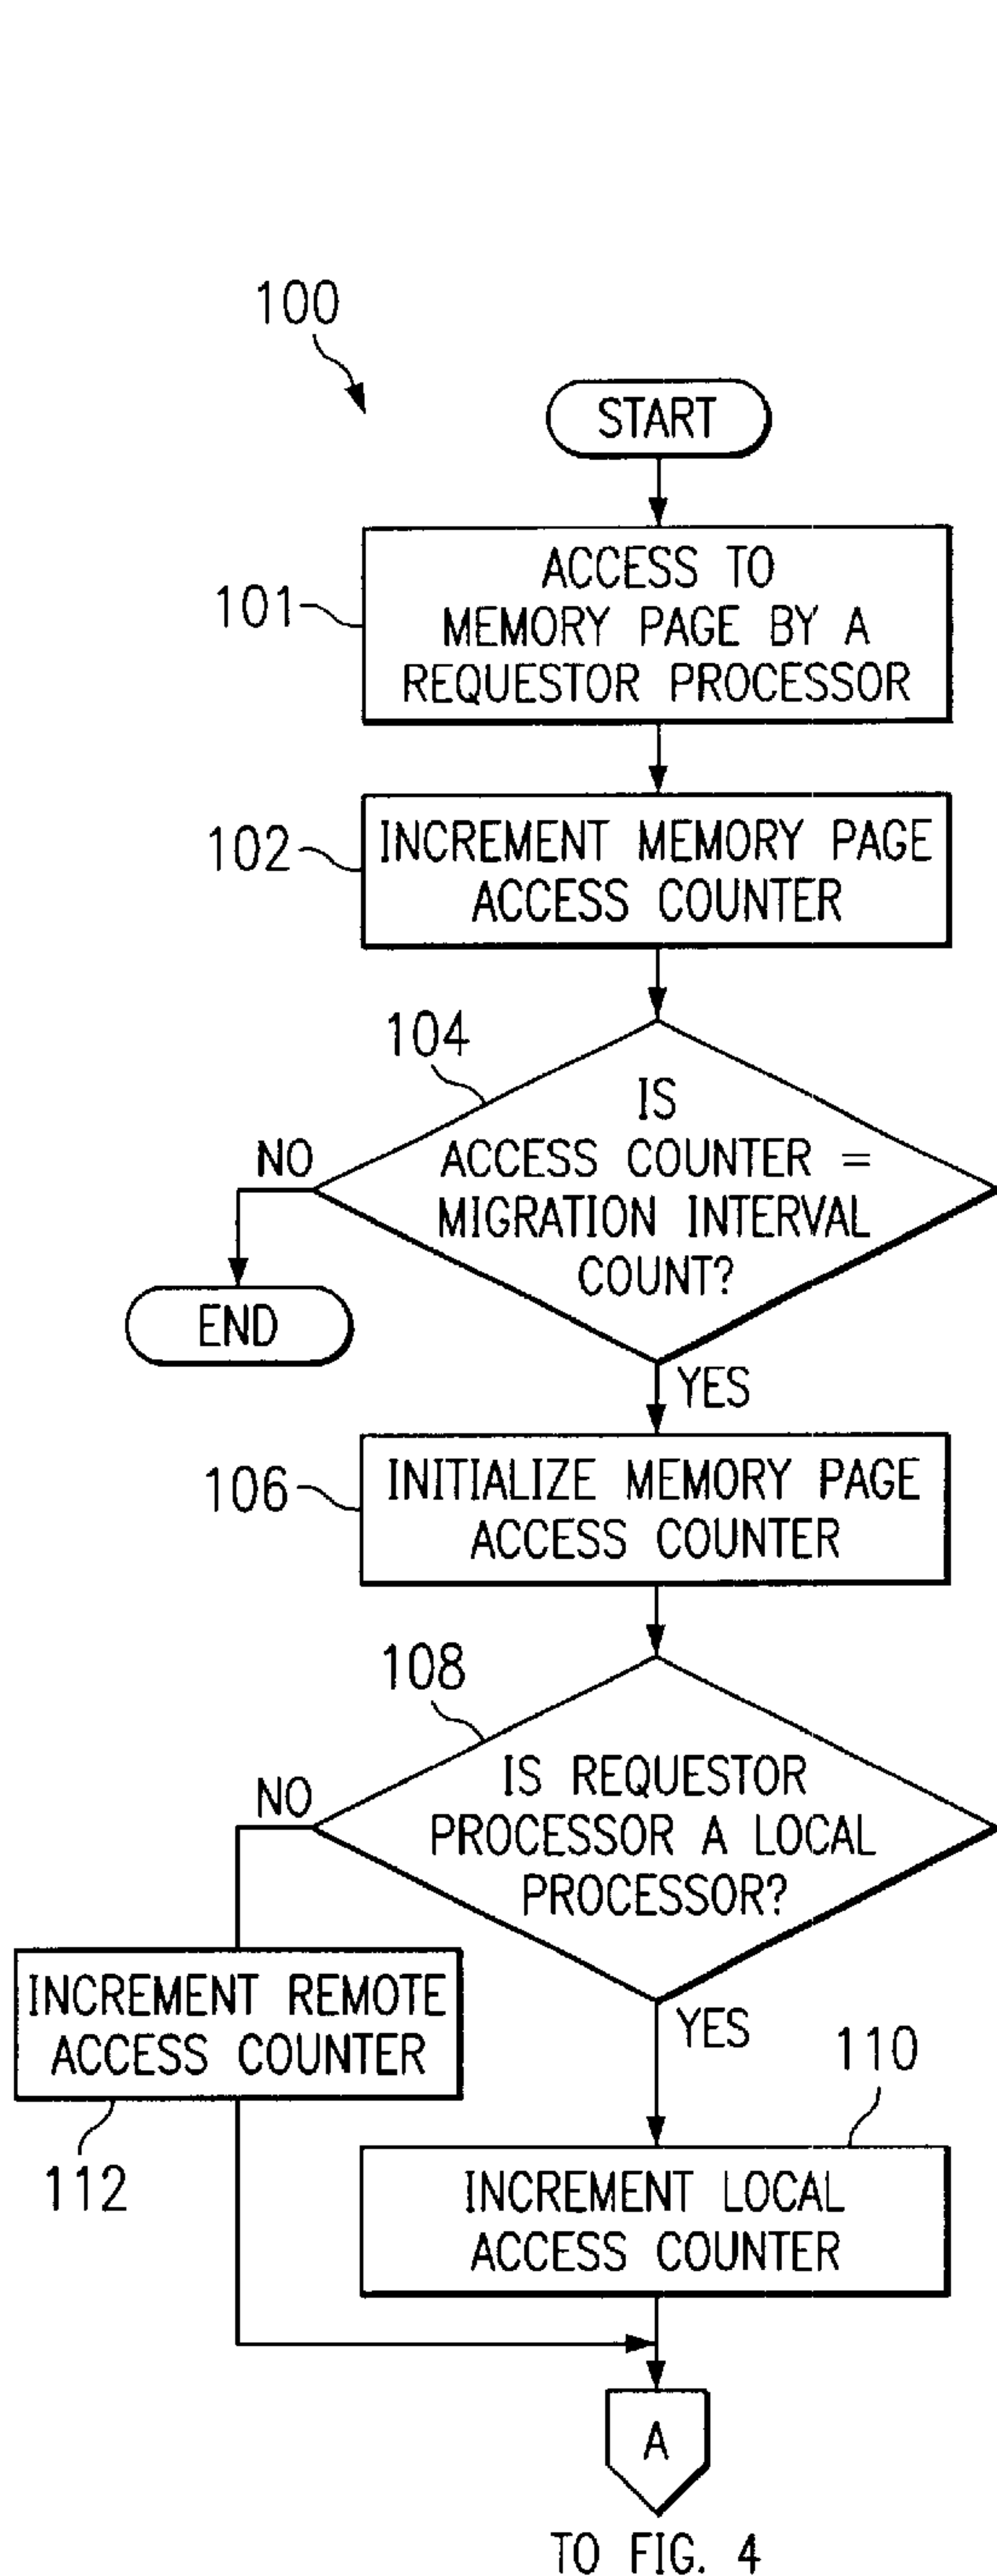 100
START
101
ACCESS TO
MEMORY PAGE BY A
REQUESTOR PROCESSOR
102
INCREMENT MEMORY PAGE
ACCESS COUNTER
104
IS
ACCESS COUNTER =
MIGRATION INTERVAL
COUNT?
NO
END
YES
106
INITIALIZE MEMORY PAGE
ACCESS COUNTER
108
IS REQUESTOR
PROCESSOR A LOCAL
PROCESSOR?
NO
INCREMENT REMOTE
ACCESS COUNTER
112
YES
110
INCREMENT LOCAL
ACCESS COUNTER
A
TO FIG. 4